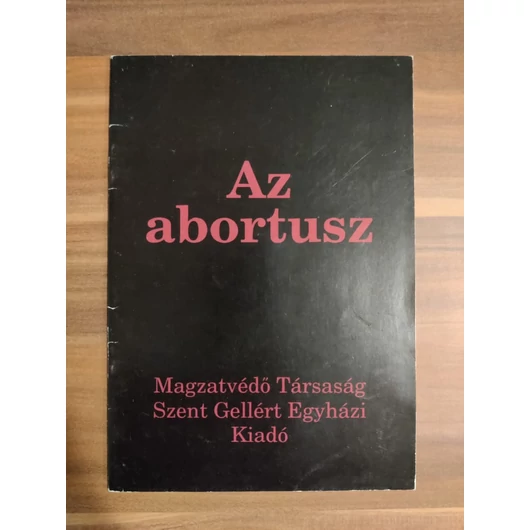 Az
abortusz
Magzatvédő Társaság
Szent Gellért Egyházi
Kiadó